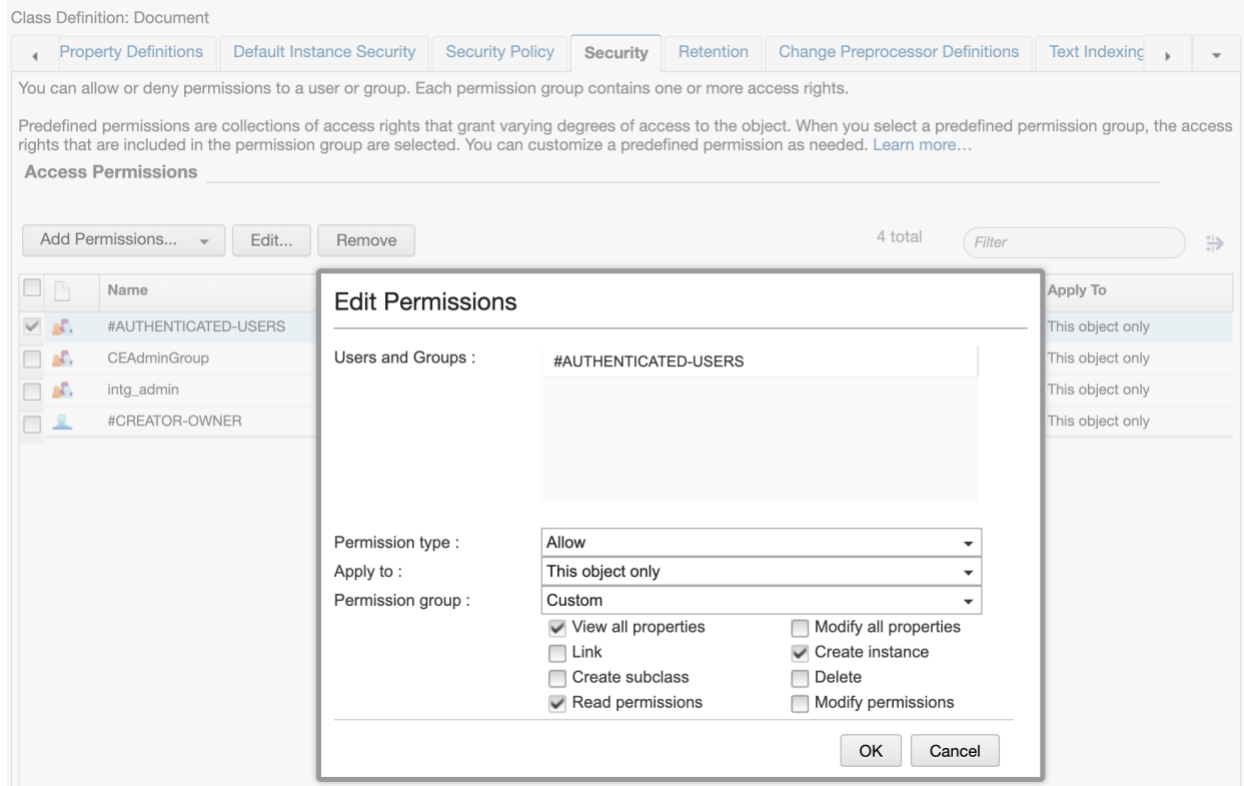 Class Definition: Document
Property Definitions Default Instance Security Security Policy Security Retention Change Preprocessor Definitions Text Indexing
You can allow or deny permissions to a user or group. Each permission group contains one or more access rights.
Predefined permissions are collections of access rights that grant varying degrees of access to the object. When you select a predefined permission group, the access
rights that are included in the permission group are selected. You can customize a predefined permission as needed. Learn more…
Access Permissions
Add Permissions... Edit... Remove 4 total Filter
Name Apply To
#AUTHENTICATED-USERS This object only
CEAdminGroup This object only
intg_admin This object only
#CREATOR-OWNER This object only
Edit Permissions
Users and Groups : #AUTHENTICATED-USERS
Permission type : Allow
Apply to : This object only
Permission group : Custom
View all properties Modify all properties
Link Create instance
Create subclass Delete
Read permissions Modify permissions
OK Cancel